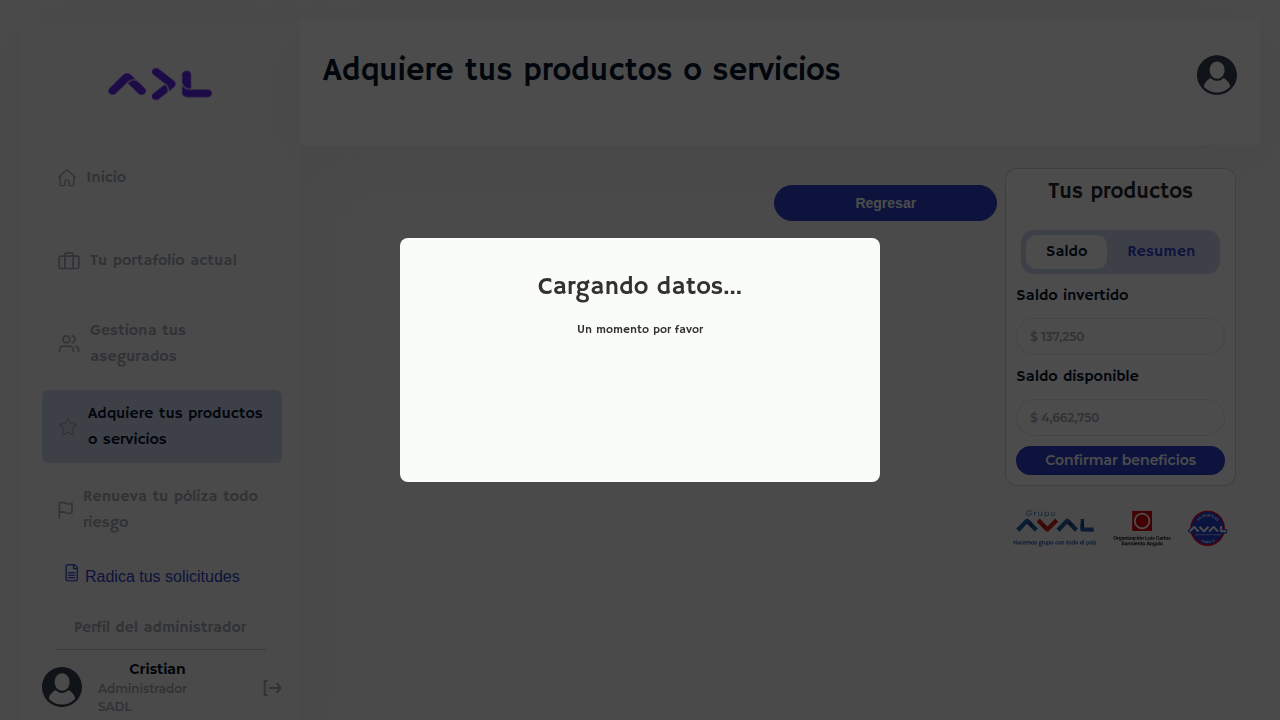 ADL
Adquiere tus productos o servicios
Inicio
Tu portafolio actual
Gestiona tus
asegurados
Adquiere tus productos
o servicios
Renueva tu póliza todo
riesgo
Radica tus solicitudes
Perfil del administrador
Cristian
Administrador
SADL
Regresar
Cargando datos...
Un momento por favor
Tus productos
Saldo
Resumen
Saldo invertido
$ 137,250
Saldo disponible
$ 4,662,750
Confirmar beneficios
Grupo
AVAL
Hacemos grupo con todo el país
Organización Luis Carlos
Sarmiento Angulo
AVAL